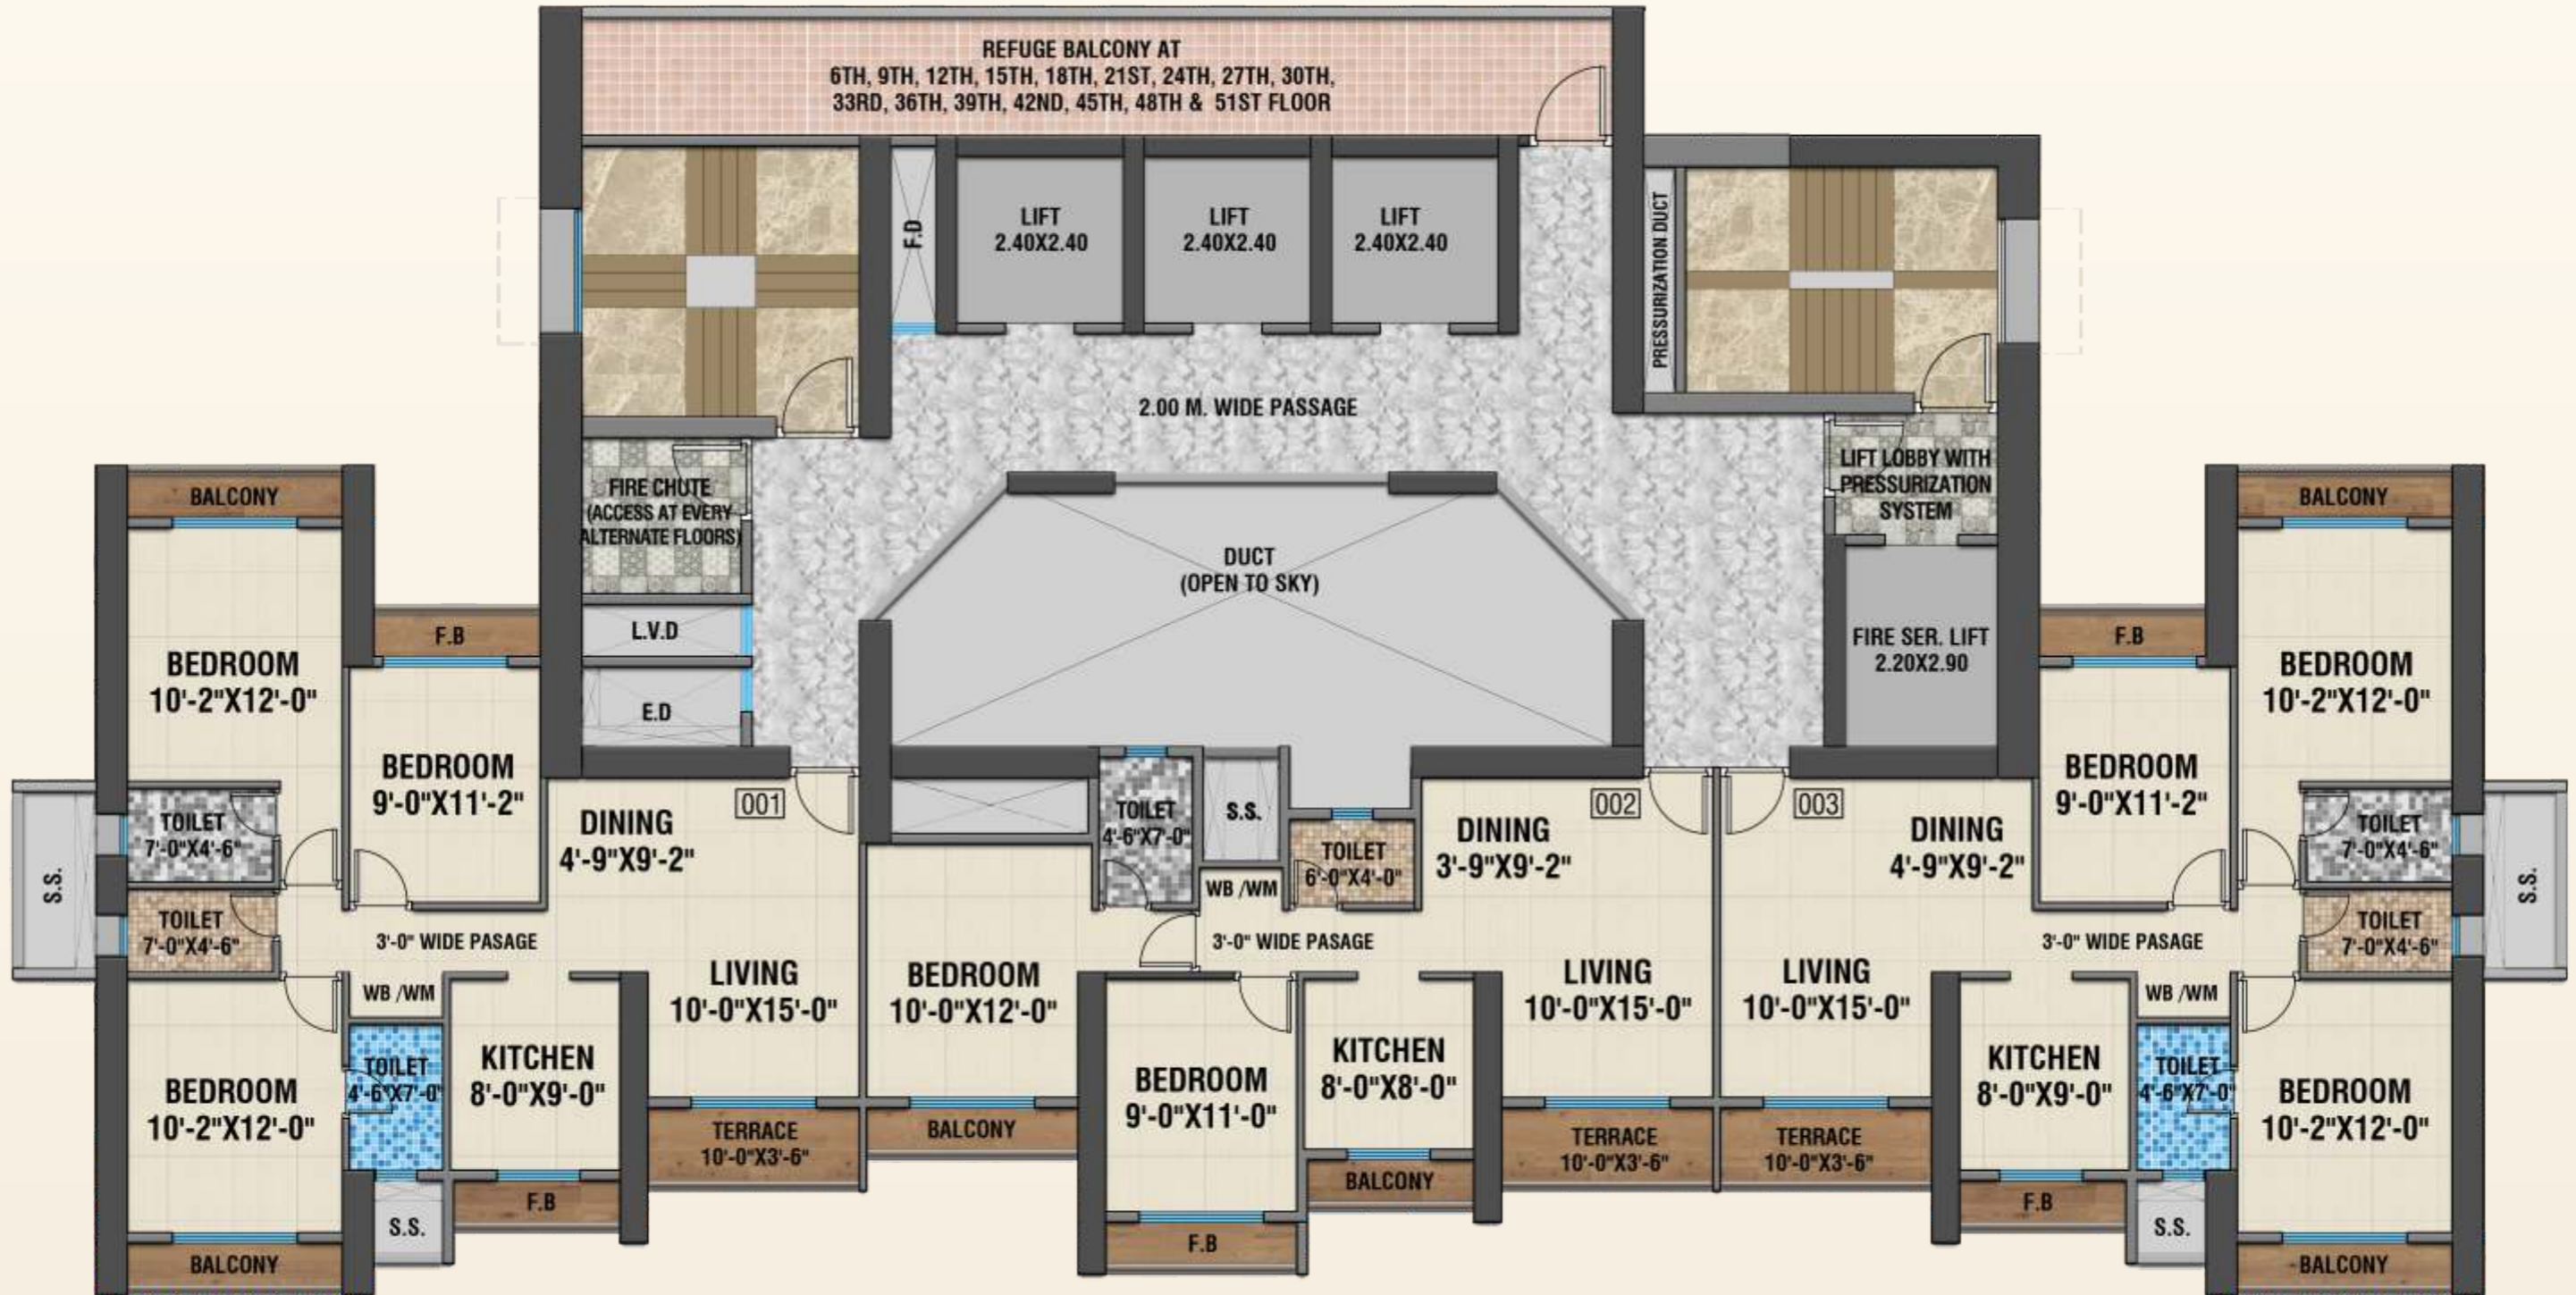 REFUGE BALCONY AT
6TH, 9TH, 12TH, 15TH, 18TH, 21ST, 24TH, 27TH, 30TH,
33RD, 36TH, 39TH, 42ND, 45TH, 48TH & 51ST FLOOR
F.D
LIFT
2.40X2.40
LIFT
2.40X2.40
LIFT
2.40X2.40
PRESSURIZATION DUCT
2.00 M. WIDE PASSAGE
FIRE CHUTE
(ACCESS AT EVERY
ALTERNATE FLOORS)
LIFT LOBBY WITH
PRESSURIZATION
SYSTEM
DUCT
(OPEN TO SKY)
L.V.D
E.D
FIRE SER. LIFT
2.20X2.90
BALCONY
BEDROOM
10'-2"X12'-0"
F.B
BEDROOM
9'-0"X11'-2"
TOILET
7'-0"X4'-6"
S.S.
TOILET
7'-0"X4'-6"
3'-0" WIDE PASAGE
WB /WM
BEDROOM
10'-2"X12'-0"
TOILET
4'-6"X7'-0"
KITCHEN
8'-0"X9'-0"
S.S.
F.B
BALCONY
DINING
4'-9"X9'-2"
001
LIVING
10'-0"X15'-0"
TERRACE
10'-0"X3'-6"
TOILET
4'-6"X7'-0"
S.S.
WB /WM
TOILET
6'-0"X4'-0"
3'-0" WIDE PASAGE
BEDROOM
10'-0"X12'-0"
BALCONY
BEDROOM
9'-0"X11'-0"
F.B
KITCHEN
8'-0"X8'-0"
BALCONY
DINING
3'-9"X9'-2"
002
LIVING
10'-0"X15'-0"
TERRACE
10'-0"X3'-6"
003
DINING
4'-9"X9'-2"
LIVING
10'-0"X15'-0"
TERRACE
10'-0"X3'-6"
BALCONY
BEDROOM
10'-2"X12'-0"
F.B
BEDROOM
9'-0"X11'-2"
TOILET
7'-0"X4'-6"
S.S.
TOILET
7'-0"X4'-6"
3'-0" WIDE PASAGE
WB /WM
KITCHEN
8'-0"X9'-0"
TOILET
4'-6"X7'-0"
BEDROOM
10'-2"X12'-0"
F.B
S.S.
BALCONY